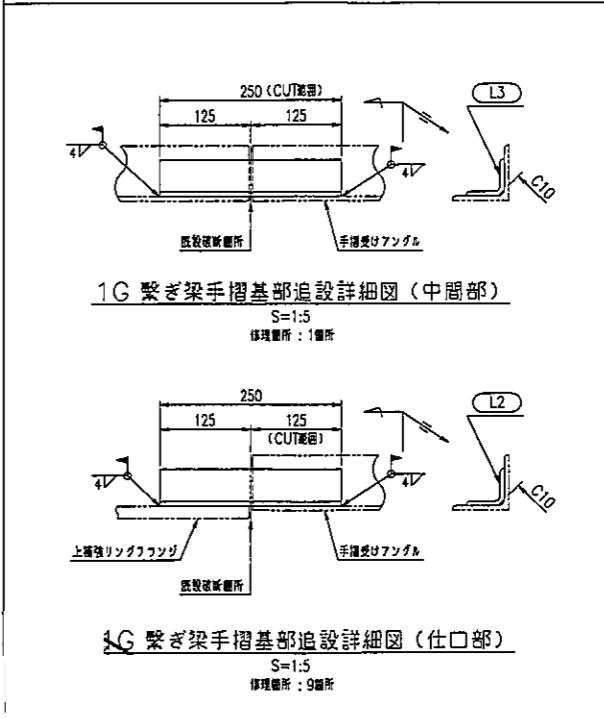 250 (CUT範囲)
125 125
L3
4
4
C10
既設破断箇所
手摺受けアングル
1G 繋ぎ梁手摺基部追設詳細図（中間部）
S=1:5
修理箇所：1箇所
250
125 125
(CUT範囲)
L2
4
4
C10
上補強リングフランジ
手摺受けアングル
既設破断箇所
1G 繋ぎ梁手摺基部追設詳細図（仕口部）
S=1:5
修理箇所：9箇所